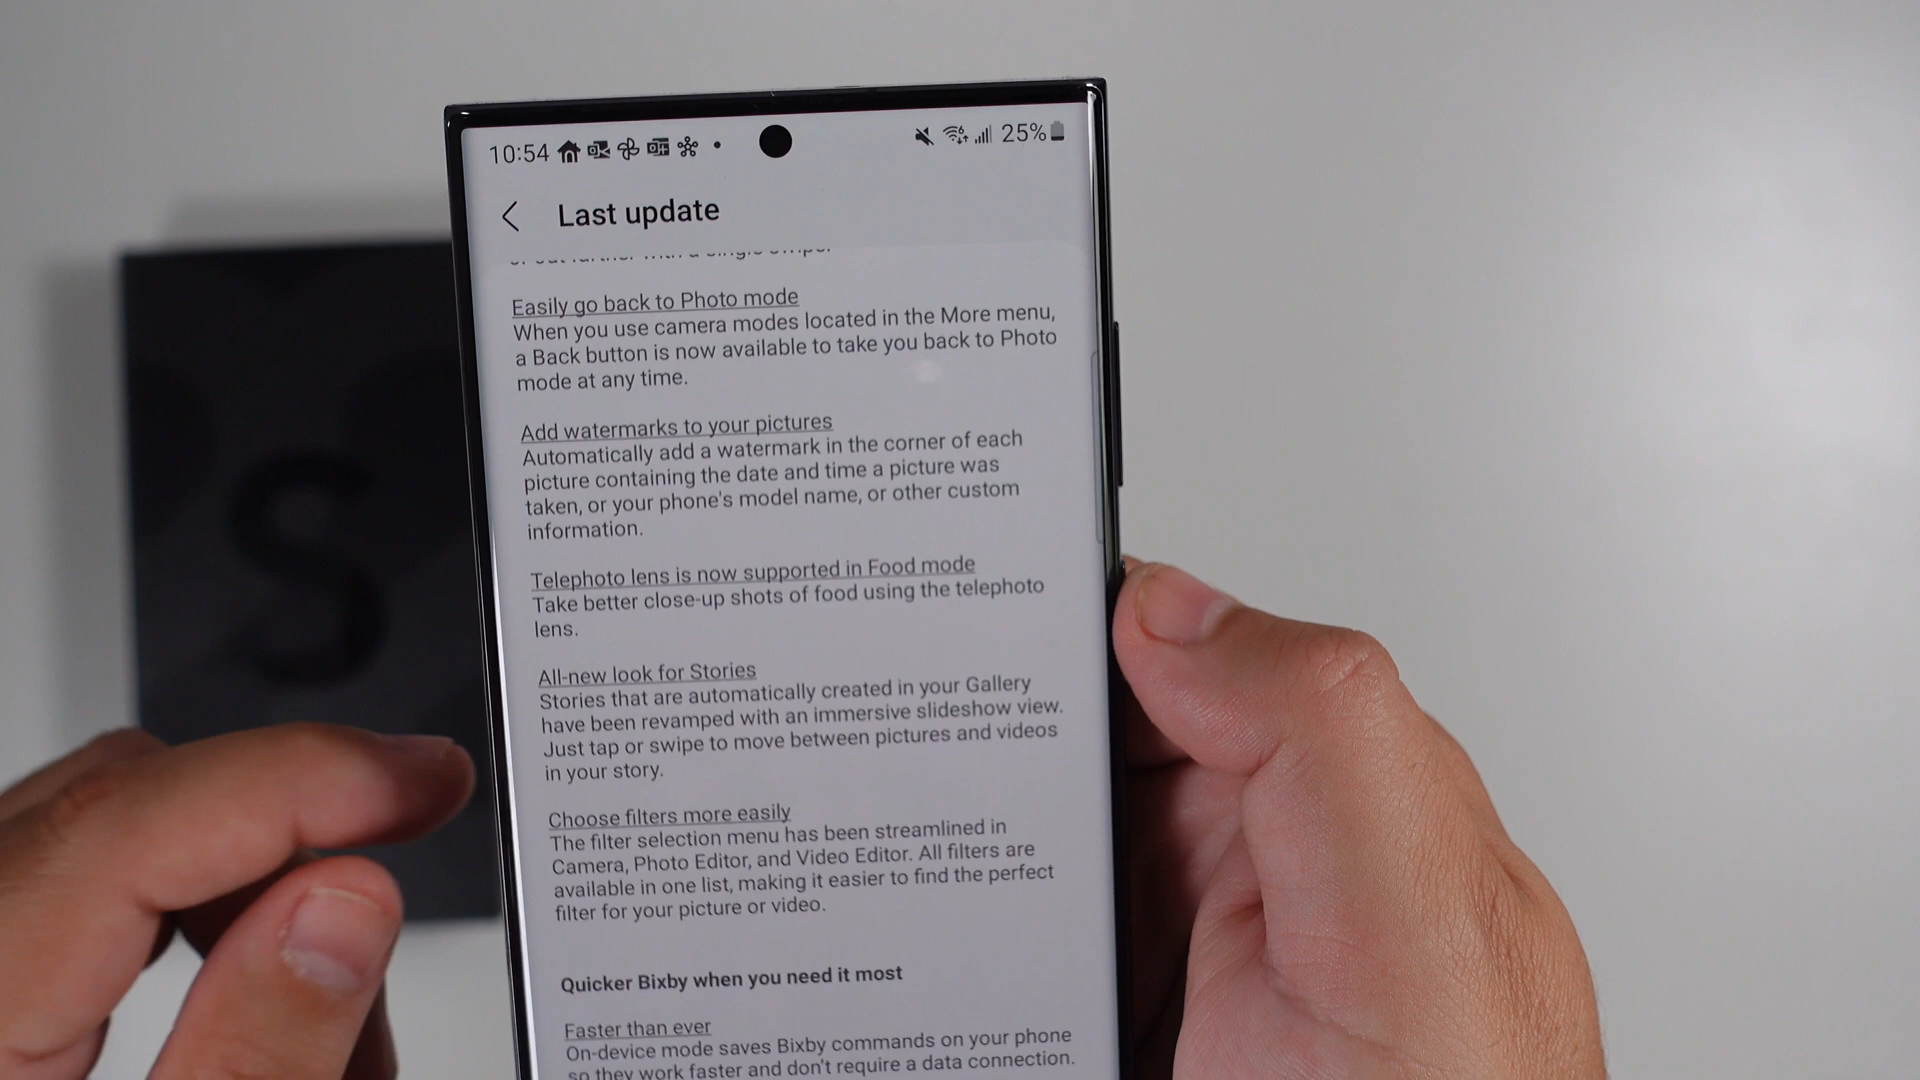 10:54
25%
Last update
Easily go back to Photo mode
When you use camera modes located in the More menu,
a Back button is now available to take you back to Photo
mode at any time.
Add watermarks to your pictures
Automatically add a watermark in the corner of each
picture containing the date and time a picture was
taken, or your phone's model name, or other custom
information.
Telephoto lens is now supported in Food mode
Take better close-up shots of food using the telephoto
lens.
All-new look for Stories
Stories that are automatically created in your Gallery
have been revamped with an immersive slideshow view.
Just tap or swipe to move between pictures and videos
in your story.
Choose filters more easily
The filter selection menu has been streamlined in
Camera, Photo Editor, and Video Editor. All filters are
available in one list, making it easier to find the perfect
filter for your picture or video.
Quicker Bixby when you need it most
Faster than ever
On-device mode saves Bixby commands on your phone
so they work faster and don't require a data connection.
S